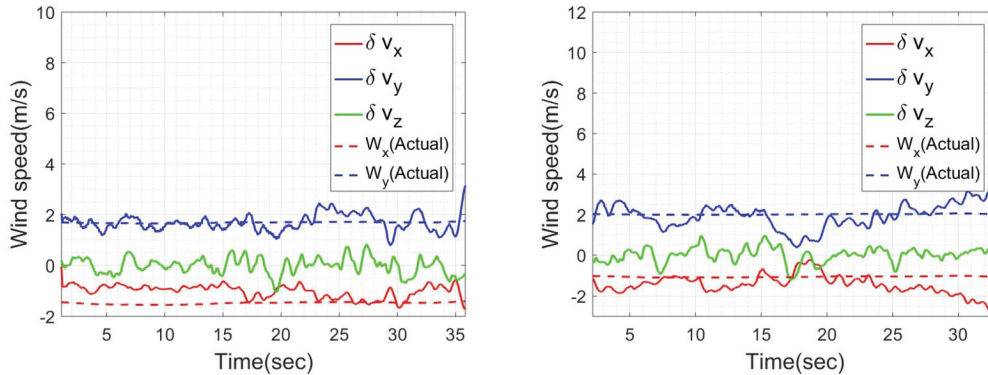 10
8
6
4
2
0
-2
5
10
15
20
25
30
35
Wind speed(m/s)
Time(sec)
δ vx
δ vy
δ vz
Wx(Actual)
Wy(Actual)
12
10
8
6
4
2
0
-2
5
10
15
20
25
30
Wind speed(m/s)
Time(sec)
δ vx
δ vy
δ vz
Wx(Actual)
Wy(Actual)